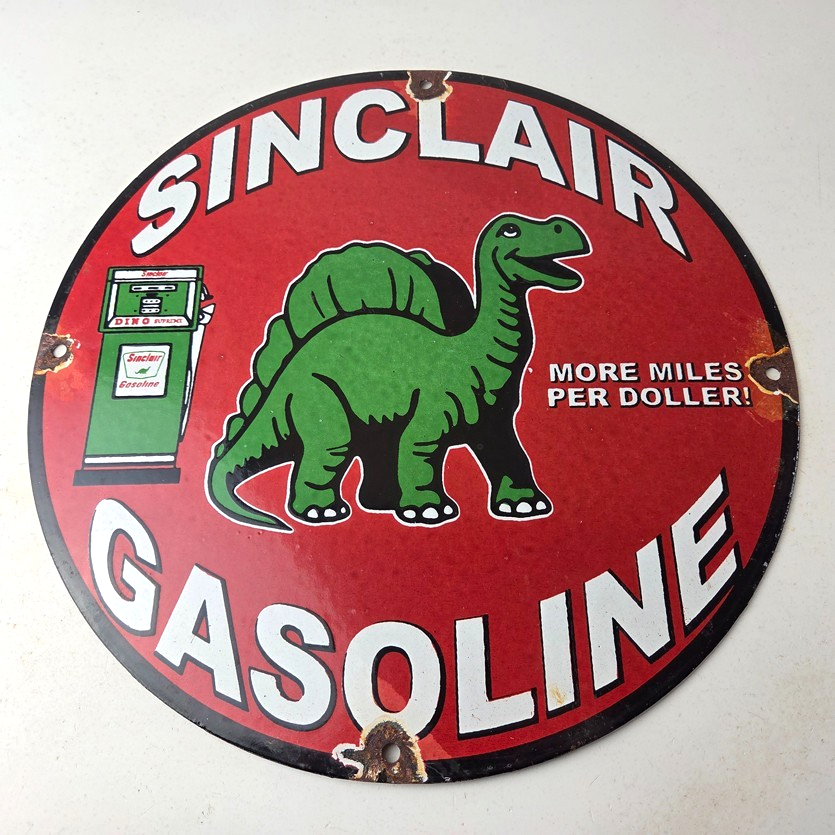 SINCLAIR
Sinclair
DINO SUPREME
Sinclair
Gasoline
MORE MILES
PER DOLLER!
GASOLINE